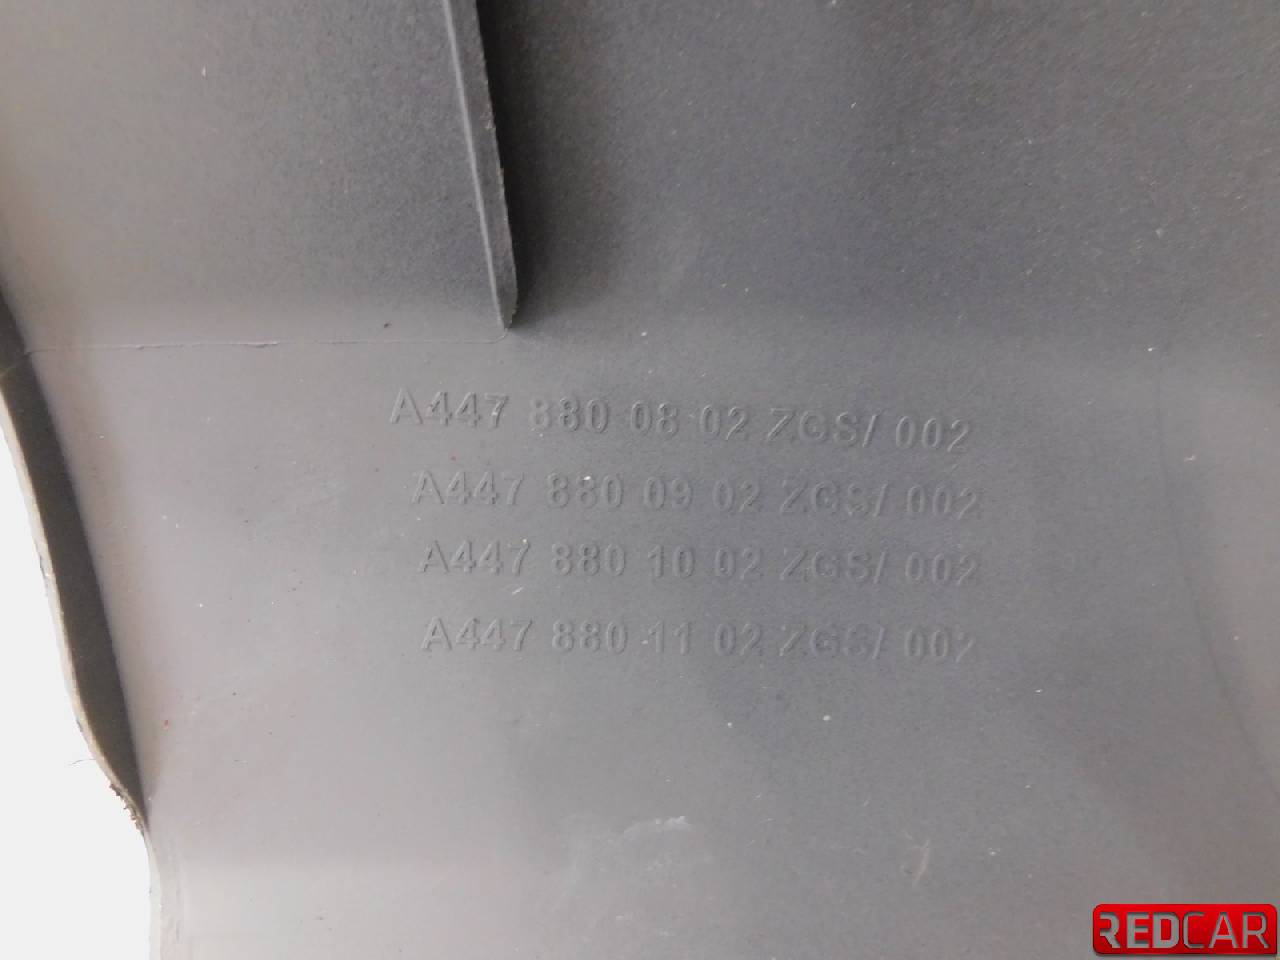 A447 880 08 02 ZGS/ 002
A447 880 09 02 ZGS/ 002
A447 880 10 02 ZGS/ 002
A447 880 11 02 ZGS/ 002
REDCAR